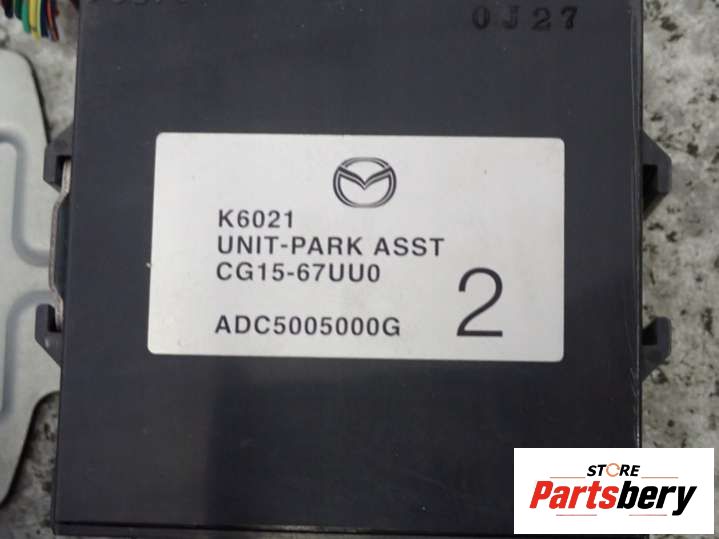 0J27
K6021
UNIT-PARK ASST
CG15-67UU0
ADC5005000G
2
STORE
Partsbery